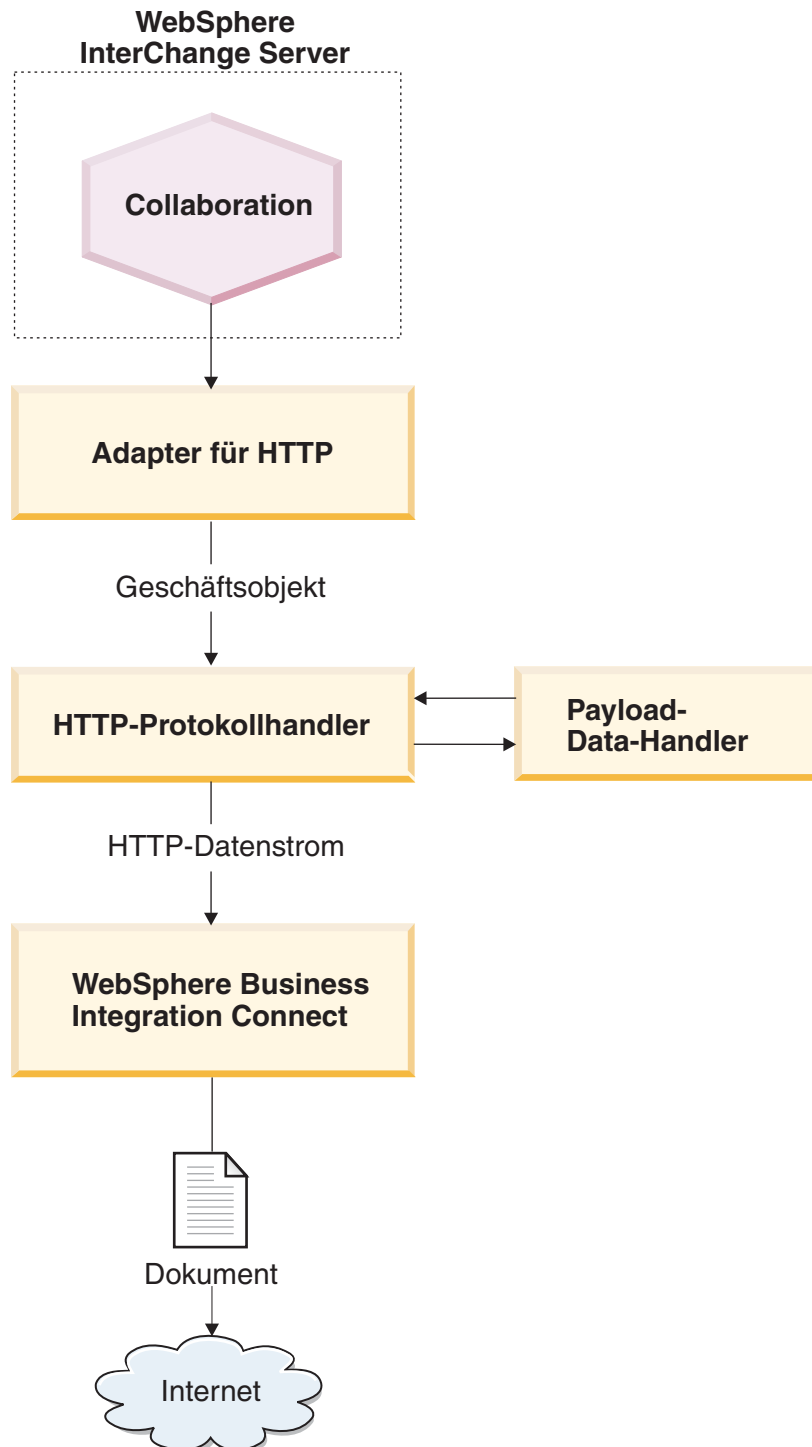 WebSphere
InterChange Server
Collaboration
Adapter für HTTP
Geschäftsobjekt
HTTP-Protokollhandler
Payload-
Data-Handler
HTTP-Datenstrom
WebSphere Business
Integration Connect
Dokument
Internet